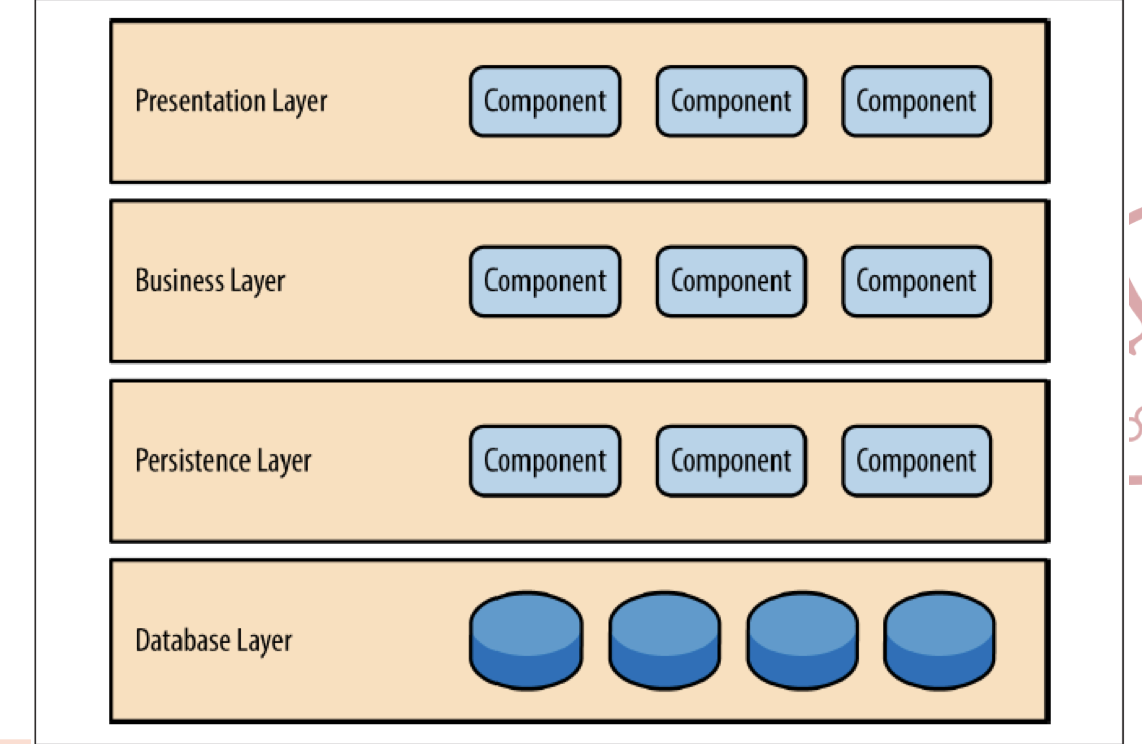 Presentation Layer Component Component Component
Business Layer Component Component Component
Persistence Layer Component Component Component
Database Layer